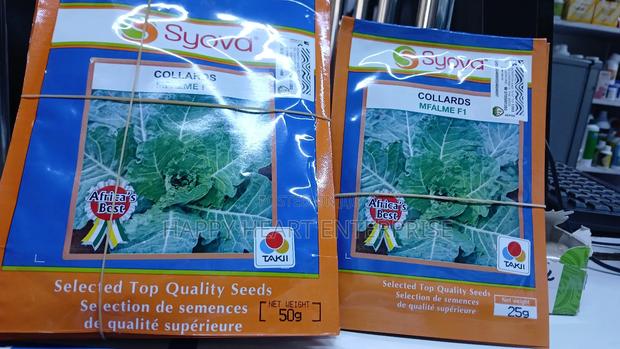 Syova
COLLARDS
MFALME F1
Africa's
Best
TAKII
Selected Top Quality Seeds
Sélection de semences
de qualité supérieure
NET WEIGHT
50g
Syova
COLLARDS
MFALME F1
Africa's
Best
TAKII
Selected Top Quality Seeds
Sélection de semences
de qualité supérieure
Net weight
25g
HAPPY HEART ENTERPRISE